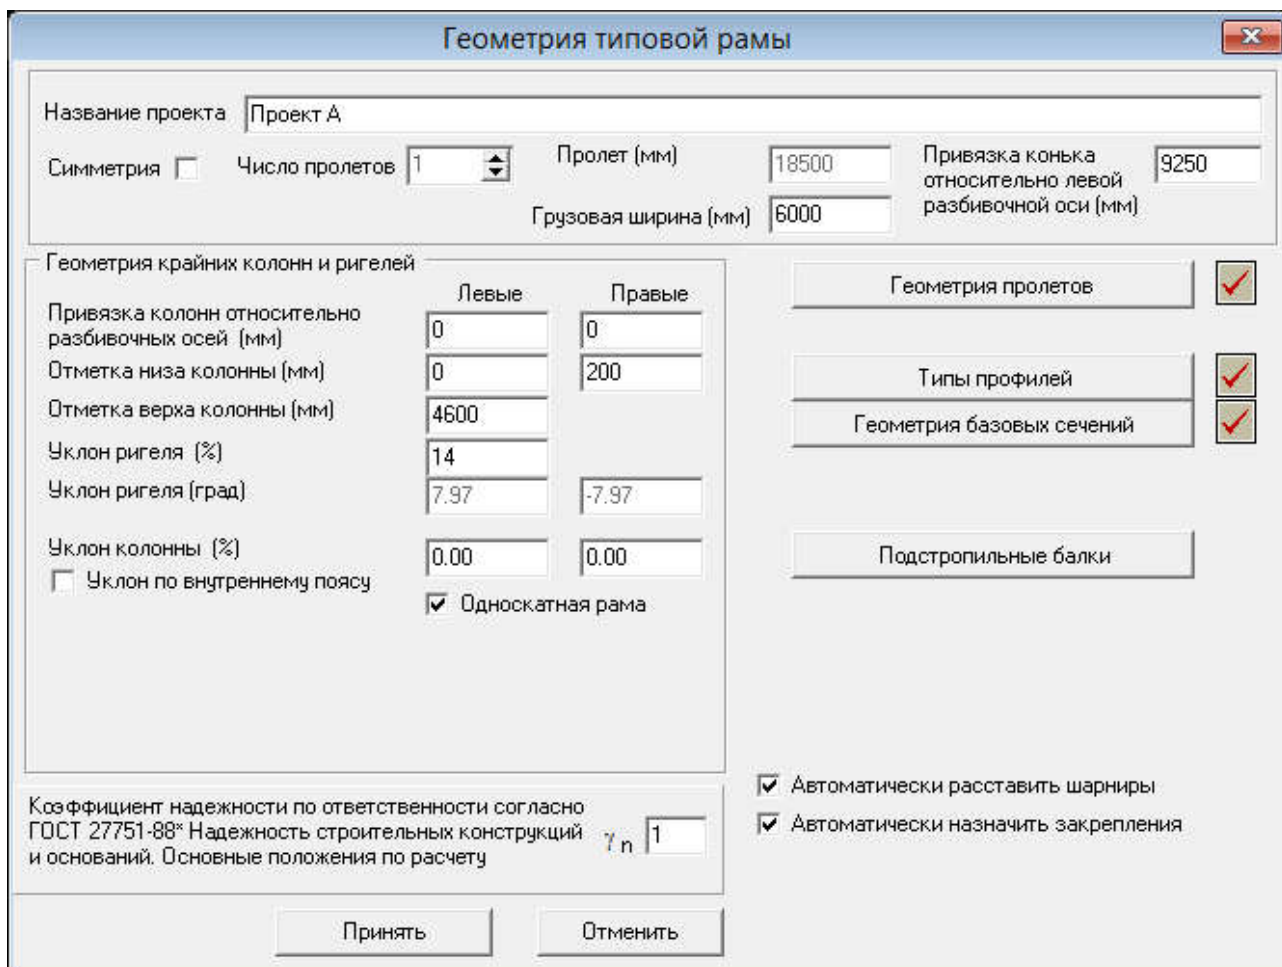 Геометрия типовой рамы
Название проекта Проект А
Симметрия Число пролетов 1 Пролет (мм) 18500 Привязка конька 9250
относительно левой
разбивочной оси (мм)
Грузовая ширина (мм) 6000
Геометрия крайних колонн и ригелей
Левые Правые
Привязка колонн относительно
разбивочных осей (мм) 0 0
Отметка низа колонны (мм) 0 200
Отметка верха колонны (мм) 4600
Уклон ригеля (%) 14
Уклон ригеля (град) 7.97 -7.97
Уклон колонны (%) 0.00 0.00
Уклон по внутреннему поясу
Односкатная рама
Геометрия пролетов
Типы профилей
Геометрия базовых сечений
Подстропильные балки
Автоматически расставить шарниры
Автоматически назначить закрепления
Коэффициент надежности по ответственности согласно
ГОСТ 27751-88* Надежность строительных конструкций
и оснований. Основные положения по расчету
γ n 1
Принять Отменить